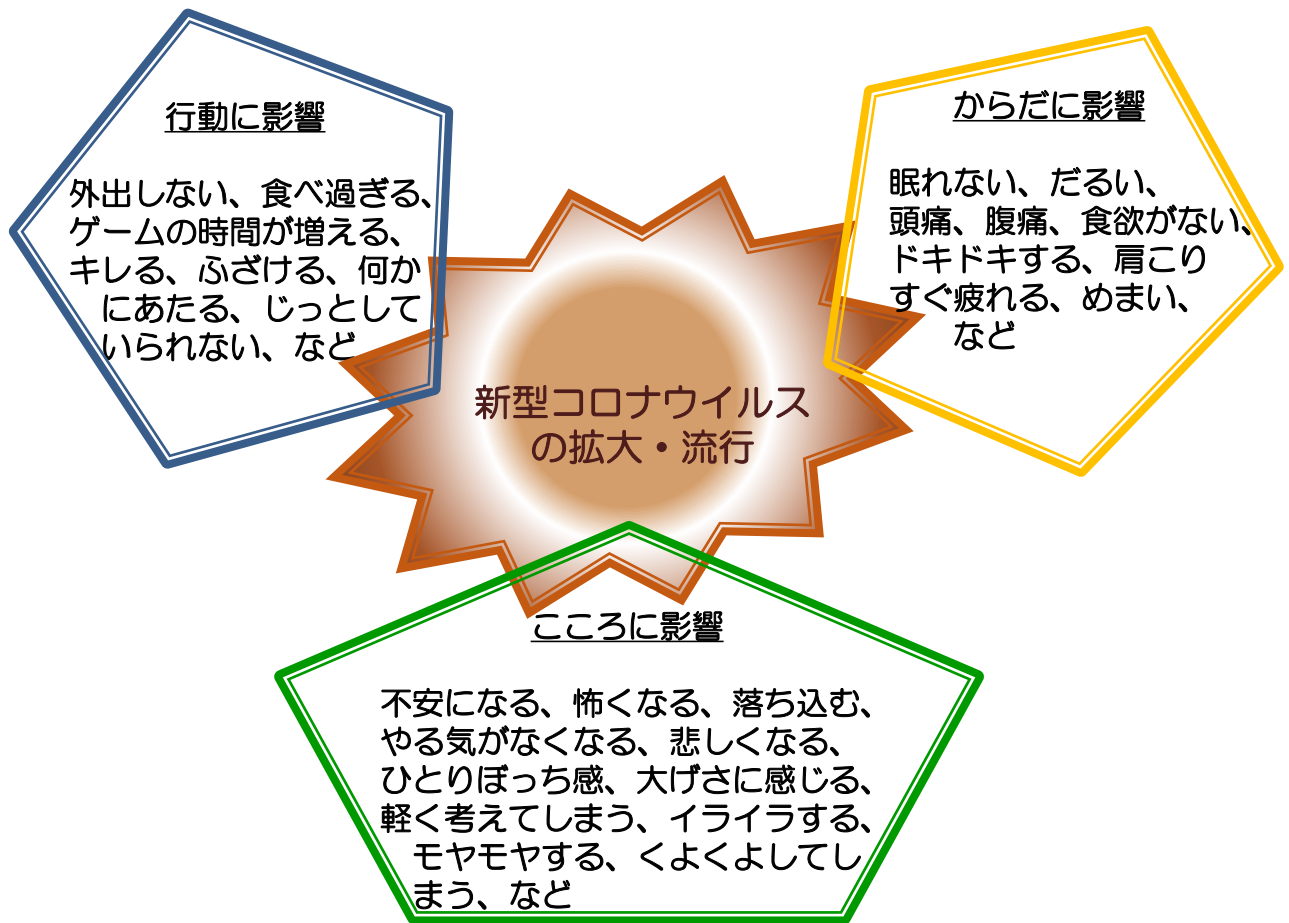 行動に影響
外出しない、食べ過ぎる、
ゲームの時間が増える、
キレる、ふざける、何か
にあたる、じっとして
いられない、など
からだに影響
眠れない、だるい、
頭痛、腹痛、食欲がない、
ドキドキする、肩こり
すぐ疲れる、めまい、
など
新型コロナウイルス
の拡大・流行
こころに影響
不安になる、怖くなる、落ち込む、
やる気がなくなる、悲しくなる、
ひとりぼっち感、大げさに感じる、
軽く考えてしまう、イライラする、
モヤモヤする、くよくよしてし
まう、など